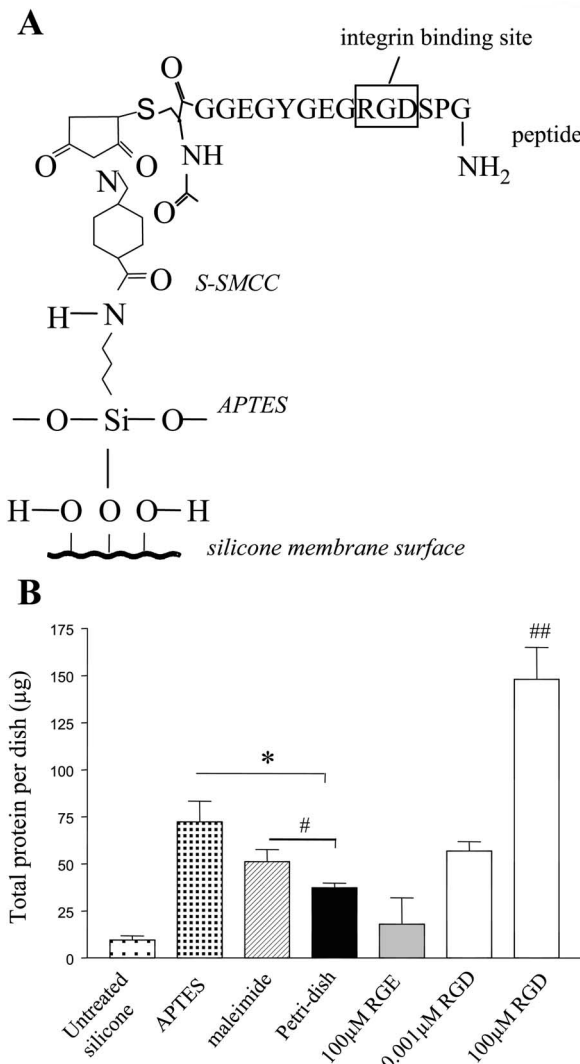 A
integrin binding site
O
S GGEGYGEGRGDSPG
peptide
O O NH NH2
N
O
O S-SMCC
H N
APTES
O Si O
H O O O H
silicone membrane surface
B
Total protein per dish (µg)
175
150
125
100
75
50
25
0
*
#
##
Untreated
silicone
APTES
maleimide
Petri-dish
100µM RGE
0.001µM RGD
100µM RGD